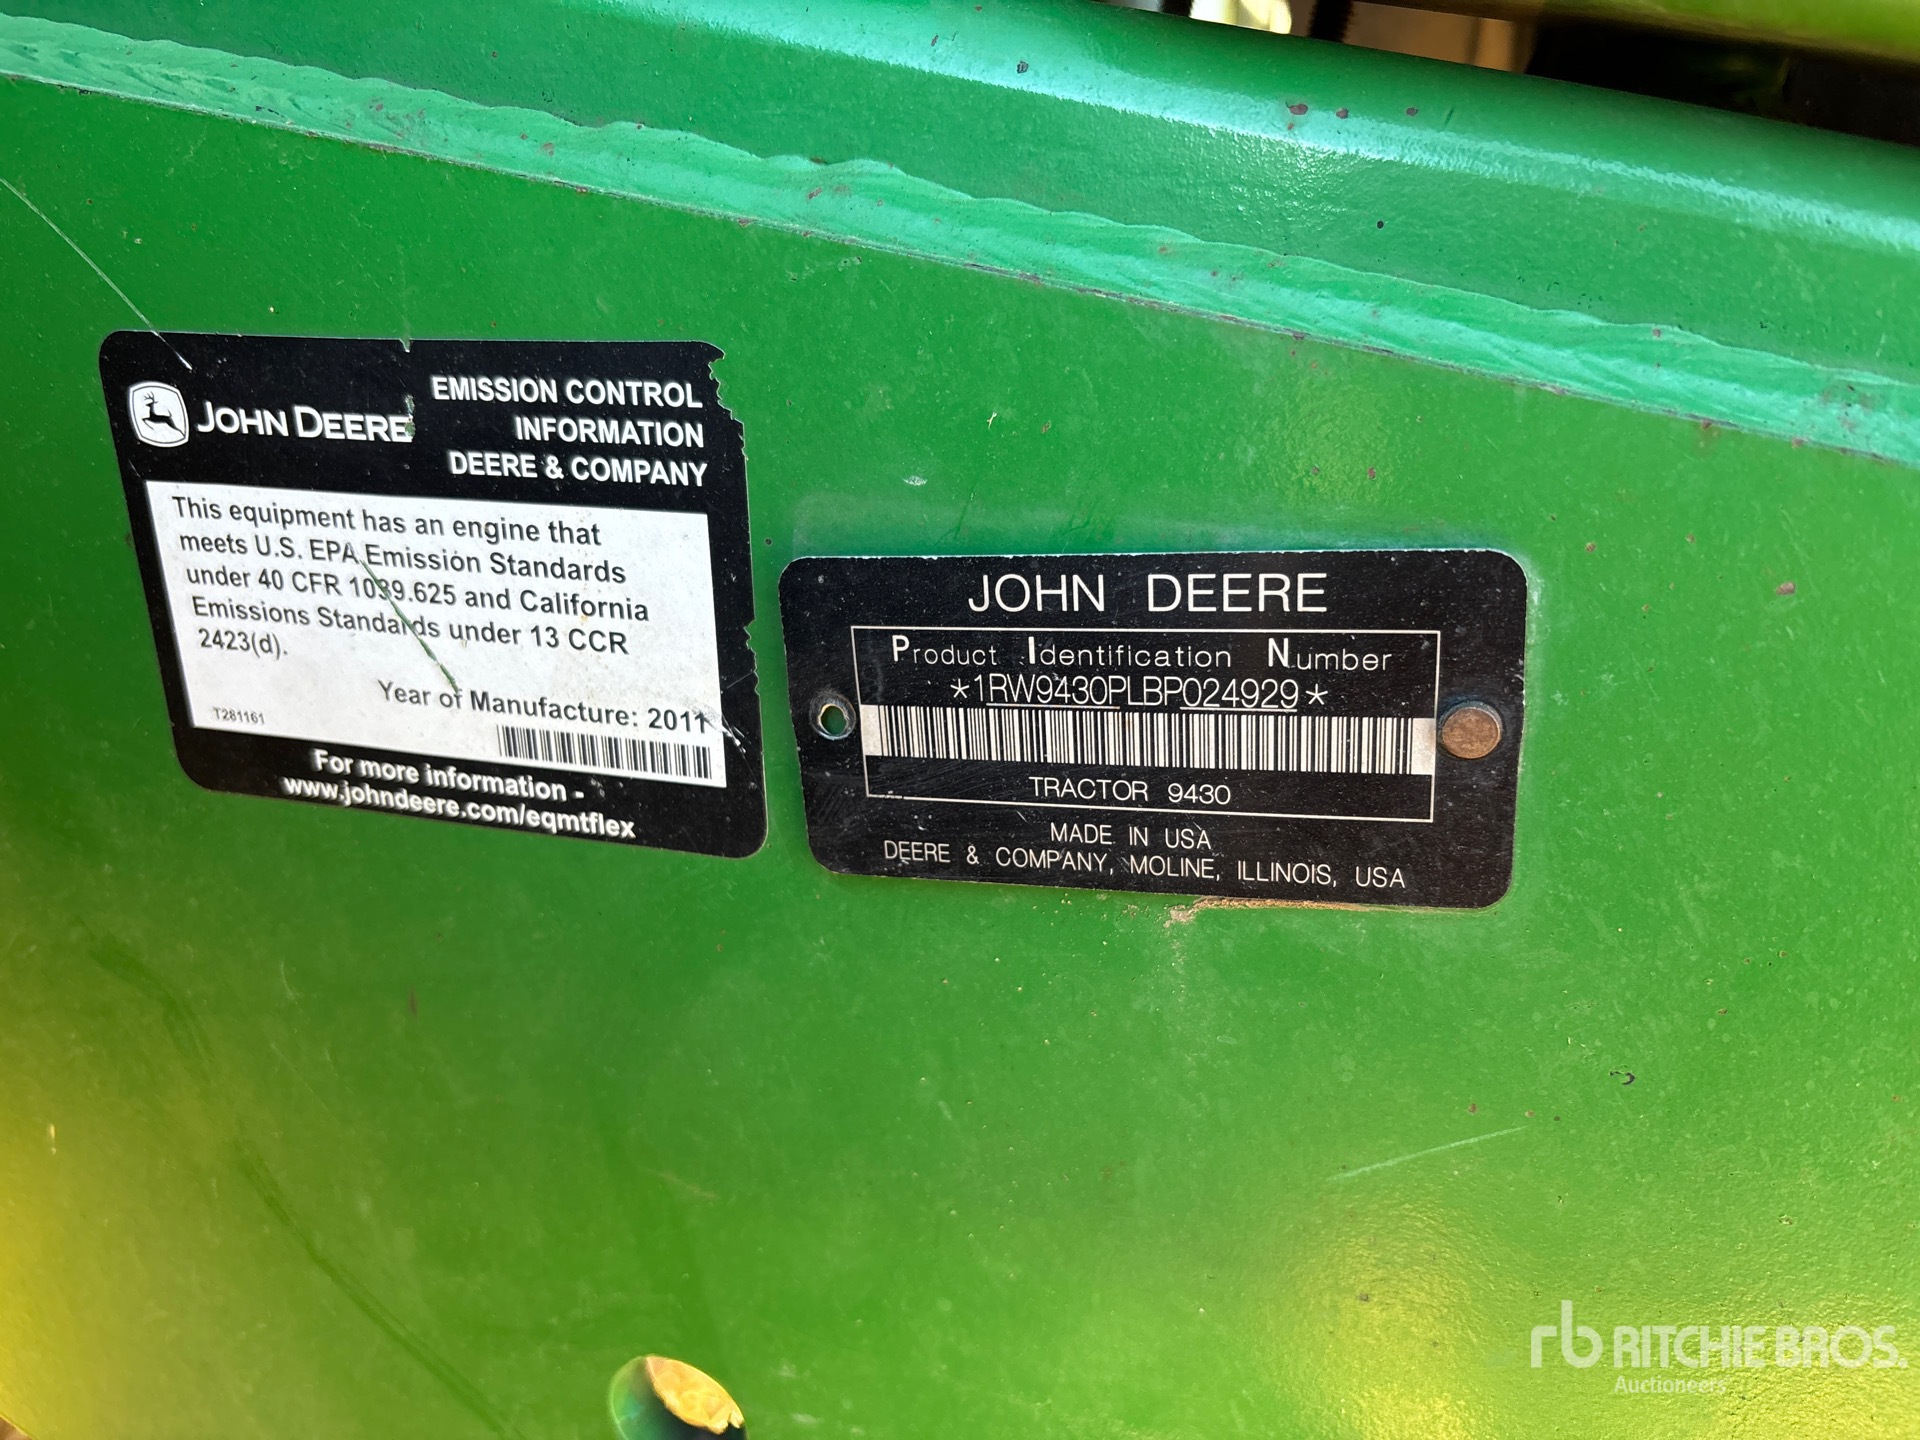 JOHN DEERE
EMISSION CONTROL
INFORMATION
DEERE & COMPANY
This equipment has an engine that
meets U.S. EPA Emission Standards
under 40 CFR 1039.625 and California
Emissions Standards under 13 CCR
2423(d).
Year of Manufacture: 2011
T281161
For more information -
www.johndeere.com/eqmtflex
JOHN DEERE
Product Identification Number
*1RW9430PLBP024929*
TRACTOR 9430
MADE IN USA
DEERE & COMPANY, MOLINE, ILLINOIS, USA
rb RITCHIE BROS.
Auctioneers